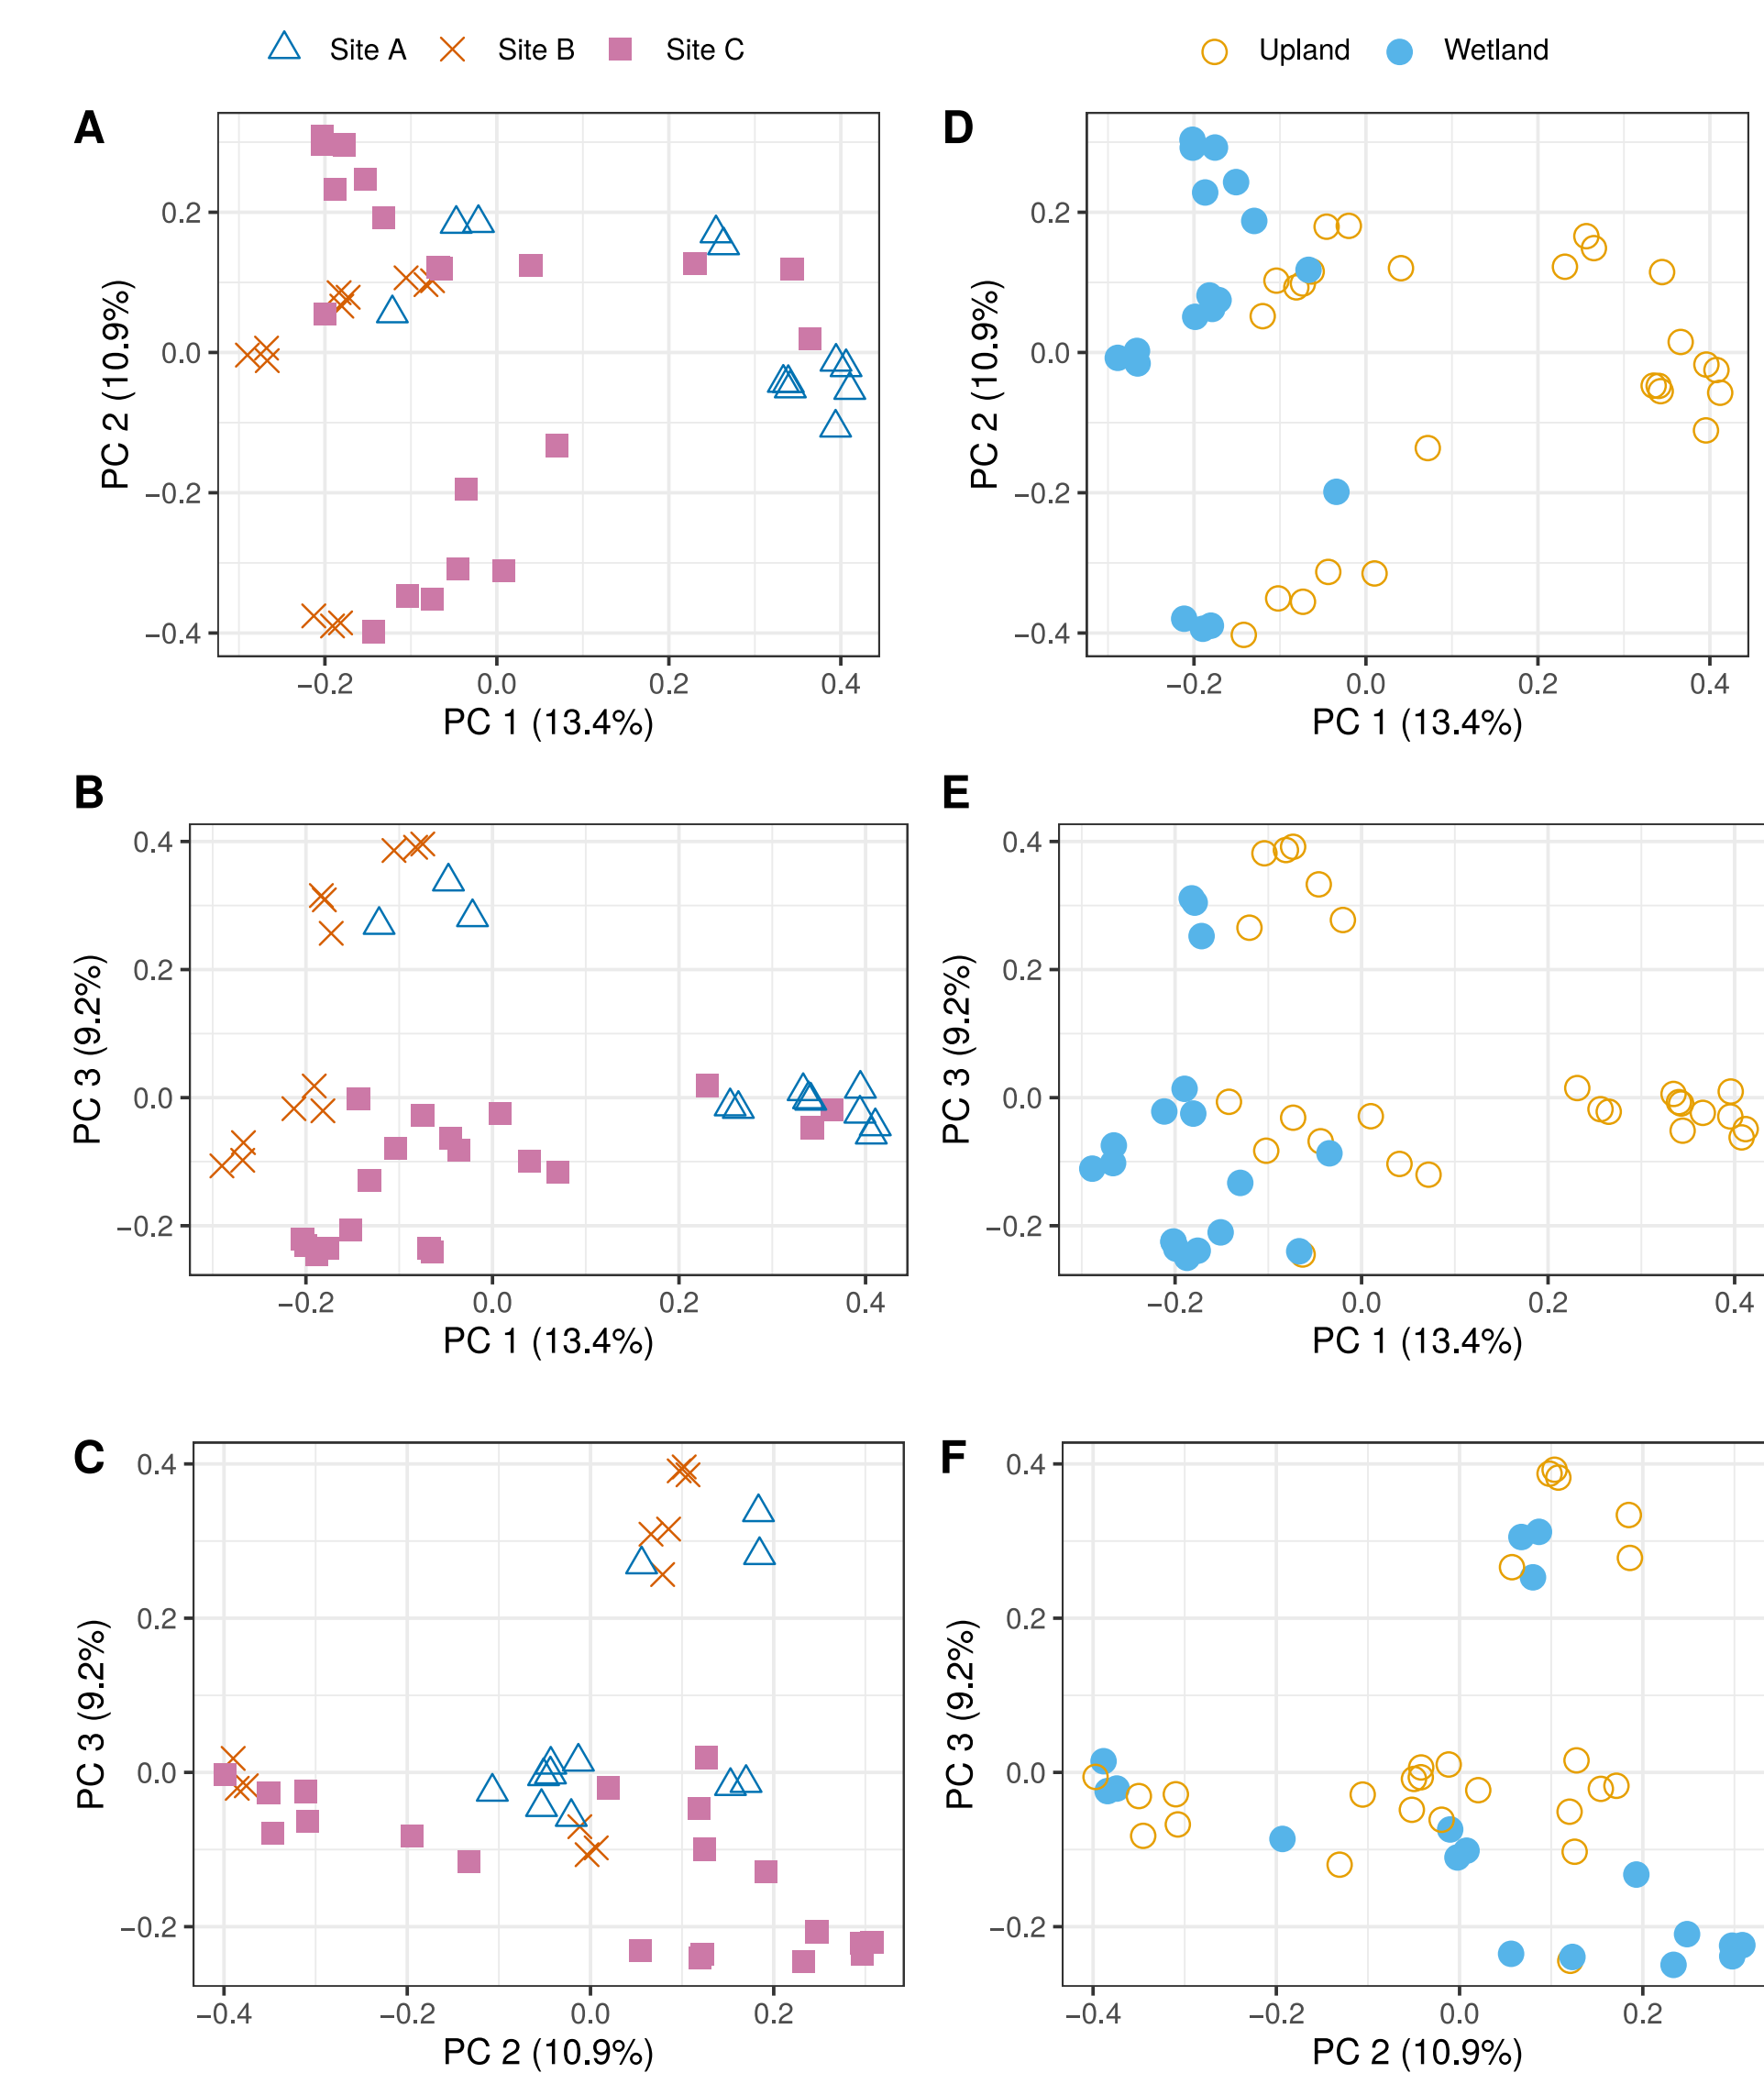 Site A Site B Site C
Upland Wetland
A
0.2
0.0
−0.2
−0.4
−0.2 0.0 0.2 0.4
PC 1 (13.4%)
PC 2 (10.9%)
D
0.2
0.0
−0.2
−0.4
−0.2 0.0 0.2 0.4
PC 1 (13.4%)
PC 2 (10.9%)
B
0.4
0.2
0.0
−0.2
−0.2 0.0 0.2 0.4
PC 1 (13.4%)
PC 3 (9.2%)
E
0.4
0.2
0.0
−0.2
−0.2 0.0 0.2 0.4
PC 1 (13.4%)
PC 3 (9.2%)
C
0.4
0.2
0.0
−0.2
−0.4 −0.2 0.0 0.2
PC 2 (10.9%)
PC 3 (9.2%)
F
0.4
0.2
0.0
−0.2
−0.4 −0.2 0.0 0.2
PC 2 (10.9%)
PC 3 (9.2%)